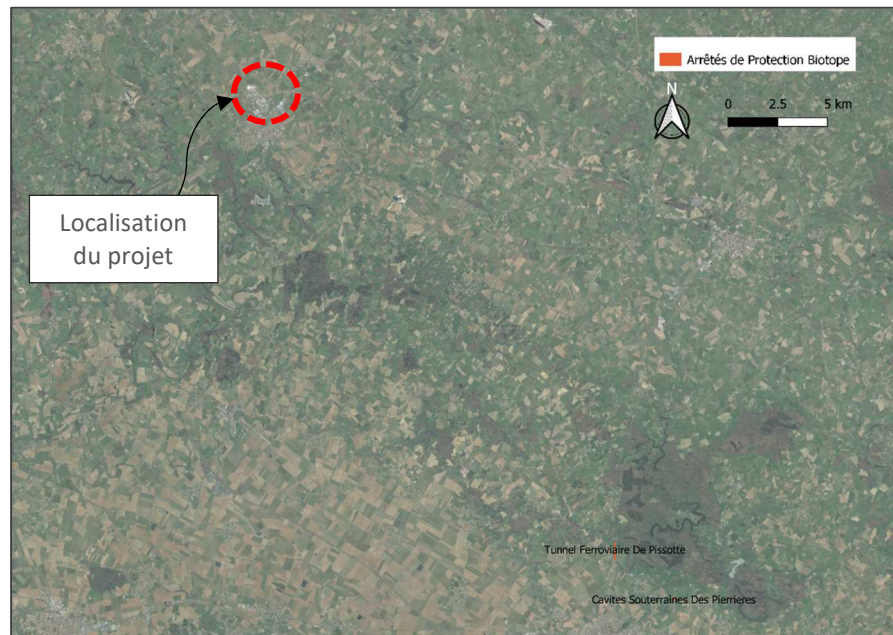 Arrêtés de Protection Biotope
N
0 2.5 5 km
Localisation
du projet
Tunnel Ferroviaire De Pissotte
Cavites Souterraines Des Pierrieres